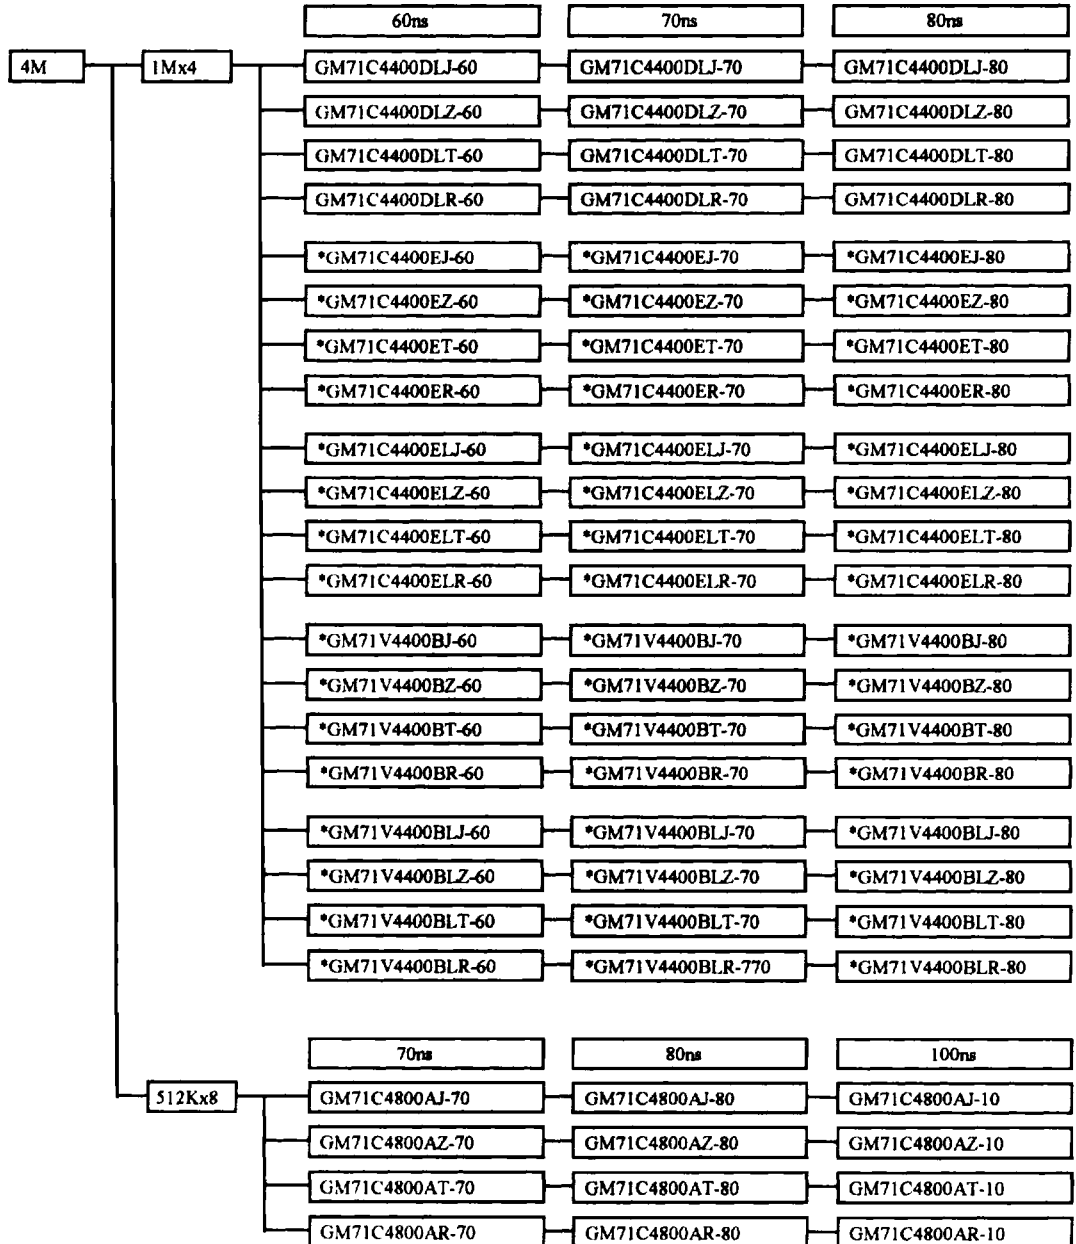 60ns 70ns 80ns
4M 1Mx4 GM71C4400DLJ-60 GM71C4400DLJ-70 GM71C4400DLJ-80
GM71C4400DLZ-60 GM71C4400DLZ-70 GM71C4400DLZ-80
GM71C4400DLT-60 GM71C4400DLT-70 GM71C4400DLT-80
GM71C4400DLR-60 GM71C4400DLR-70 GM71C4400DLR-80
*GM71C4400EJ-60 *GM71C4400EJ-70 *GM71C4400EJ-80
*GM71C4400EZ-60 *GM71C4400EZ-70 *GM71C4400EZ-80
*GM71C4400ET-60 *GM71C4400ET-70 *GM71C4400ET-80
*GM71C4400ER-60 *GM71C4400ER-70 *GM71C4400ER-80
*GM71C4400ELJ-60 *GM71C4400ELJ-70 *GM71C4400ELJ-80
*GM71C4400ELZ-60 *GM71C4400ELZ-70 *GM71C4400ELZ-80
*GM71C4400ELT-60 *GM71C4400ELT-70 *GM71C4400ELT-80
*GM71C4400ELR-60 *GM71C4400ELR-70 *GM71C4400ELR-80
*GM71V4400BJ-60 *GM71V4400BJ-70 *GM71V4400BJ-80
*GM71V4400BZ-60 *GM71V4400BZ-70 *GM71V4400BZ-80
*GM71V4400BT-60 *GM71V4400BT-70 *GM71V4400BT-80
*GM71V4400BR-60 *GM71V4400BR-70 *GM71V4400BR-80
*GM71V4400BLJ-60 *GM71V4400BLJ-70 *GM71V4400BLJ-80
*GM71V4400BLZ-60 *GM71V4400BLZ-70 *GM71V4400BLZ-80
*GM71V4400BLT-60 *GM71V4400BLT-70 *GM71V4400BLT-80
*GM71V4400BLR-60 *GM71V4400BLR-770 *GM71V4400BLR-80
70ns 80ns 100ns
512Kx8 GM71C4800AJ-70 GM71C4800AJ-80 GM71C4800AJ-10
GM71C4800AZ-70 GM71C4800AZ-80 GM71C4800AZ-10
GM71C4800AT-70 GM71C4800AT-80 GM71C4800AT-10
GM71C4800AR-70 GM71C4800AR-80 GM71C4800AR-10